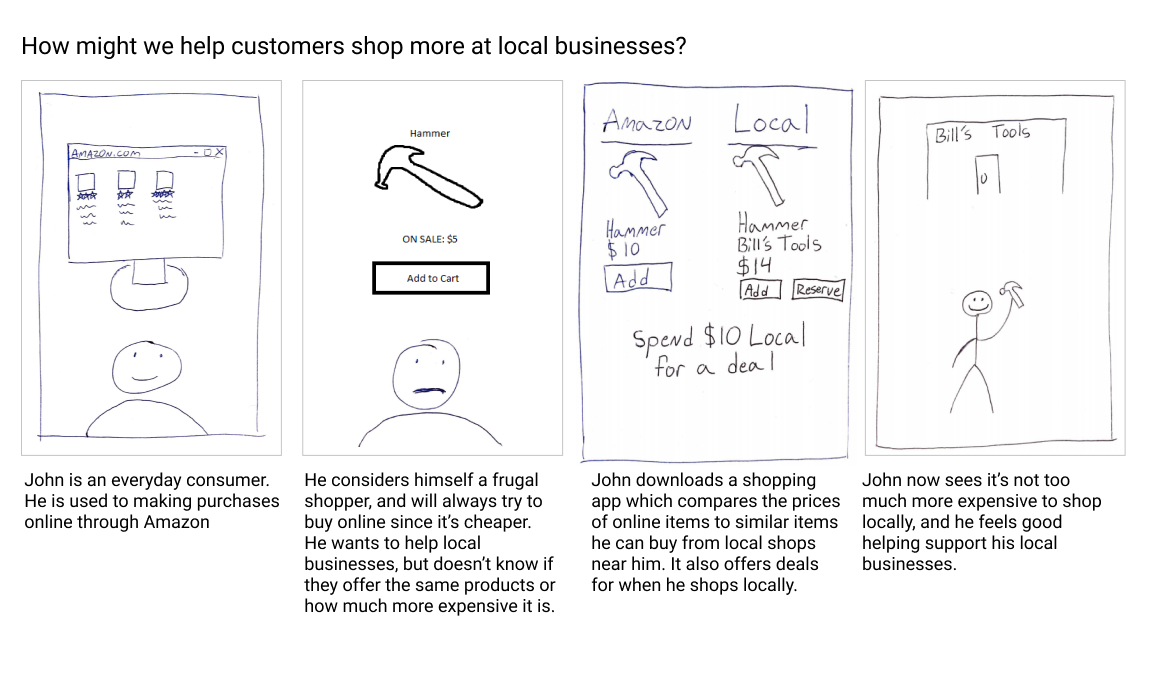 How might we help customers shop more at local businesses?
AMAZON.COM - □ X
Hammer
ON SALE: $5
Add to Cart
Amazon Local
Hammer
$10
Add
Hammer
Bill's Tools
$14
Add Reserve
Spend $10 Local
for a deal
Bill's Tools
John is an everyday consumer.
He is used to making purchases
online through Amazon
He considers himself a frugal
shopper, and will always try to
buy online since it's cheaper.
He wants to help local
businesses, but doesn't know if
they offer the same products or
how much more expensive it is.
John downloads a shopping
app which compares the prices
of online items to similar items
he can buy from local shops
near him. It also offers deals
for when he shops locally.
John now sees it's not too
much more expensive to shop
locally, and he feels good
helping support his local
businesses.